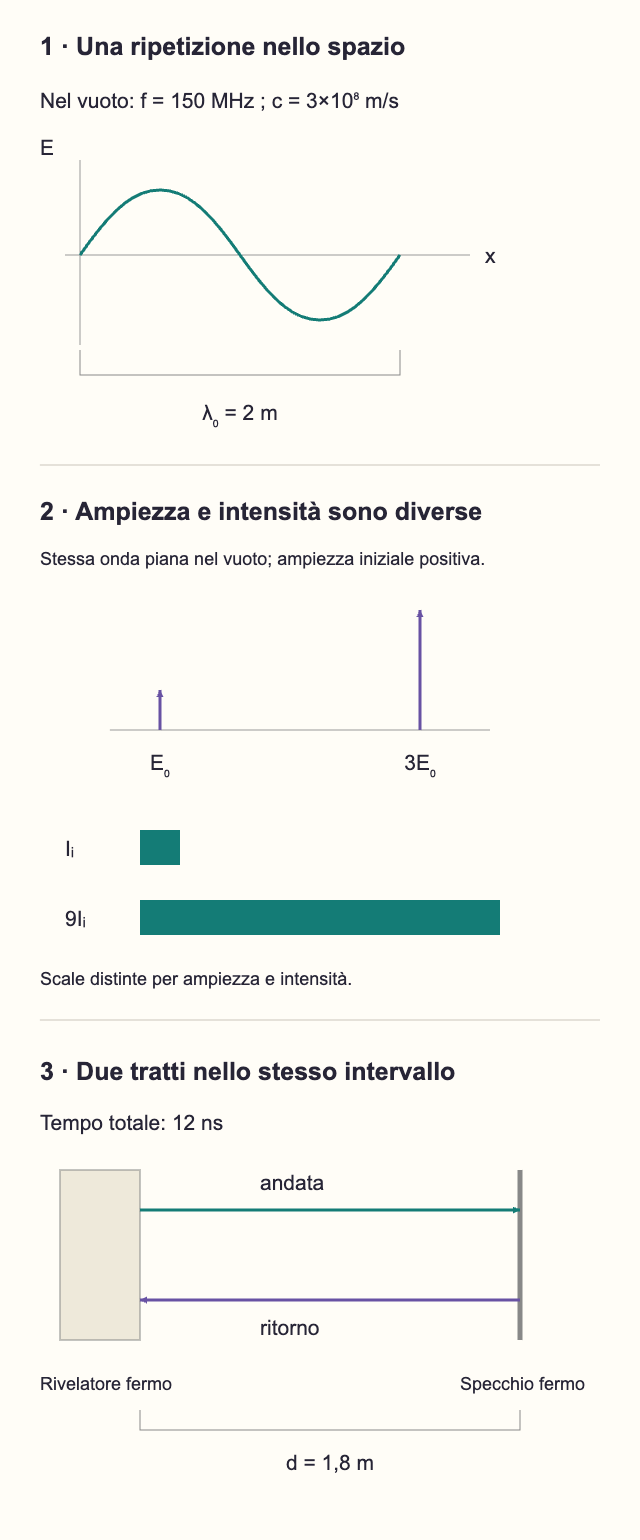 1 · Una ripetizione nello spazio
Nel vuoto: f = 150 MHz ; c = 3×10⁸ m/s
E
x
λ₀ = 2 m
2 · Ampiezza e intensità sono diverse
Stessa onda piana nel vuoto; ampiezza iniziale positiva.
E₀ 3E₀
Iᵢ
9Iᵢ
Scale distinte per ampiezza e intensità.
3 · Due tratti nello stesso intervallo
Tempo totale: 12 ns
andata
ritorno
Rivelatore fermo Specchio fermo
d = 1,8 m